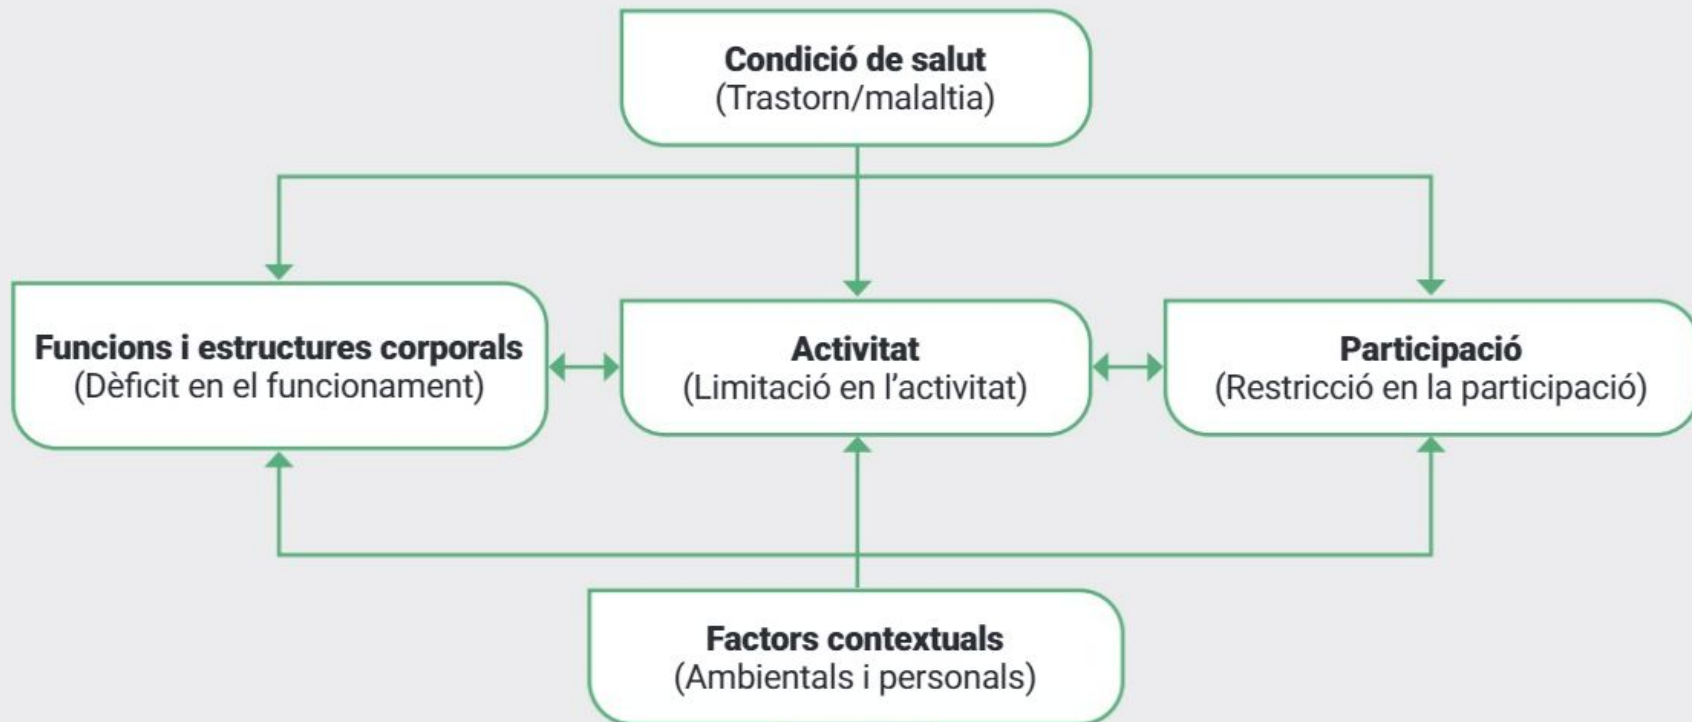 Condició de salut
(Trastorn/malaltia)
Funcions i estructures corporals
(Dèficit en el funcionament)
Activitat
(Limitació en l’activitat)
Participació
(Restricció en la participació)
Factors contextuals
(Ambientals i personals)